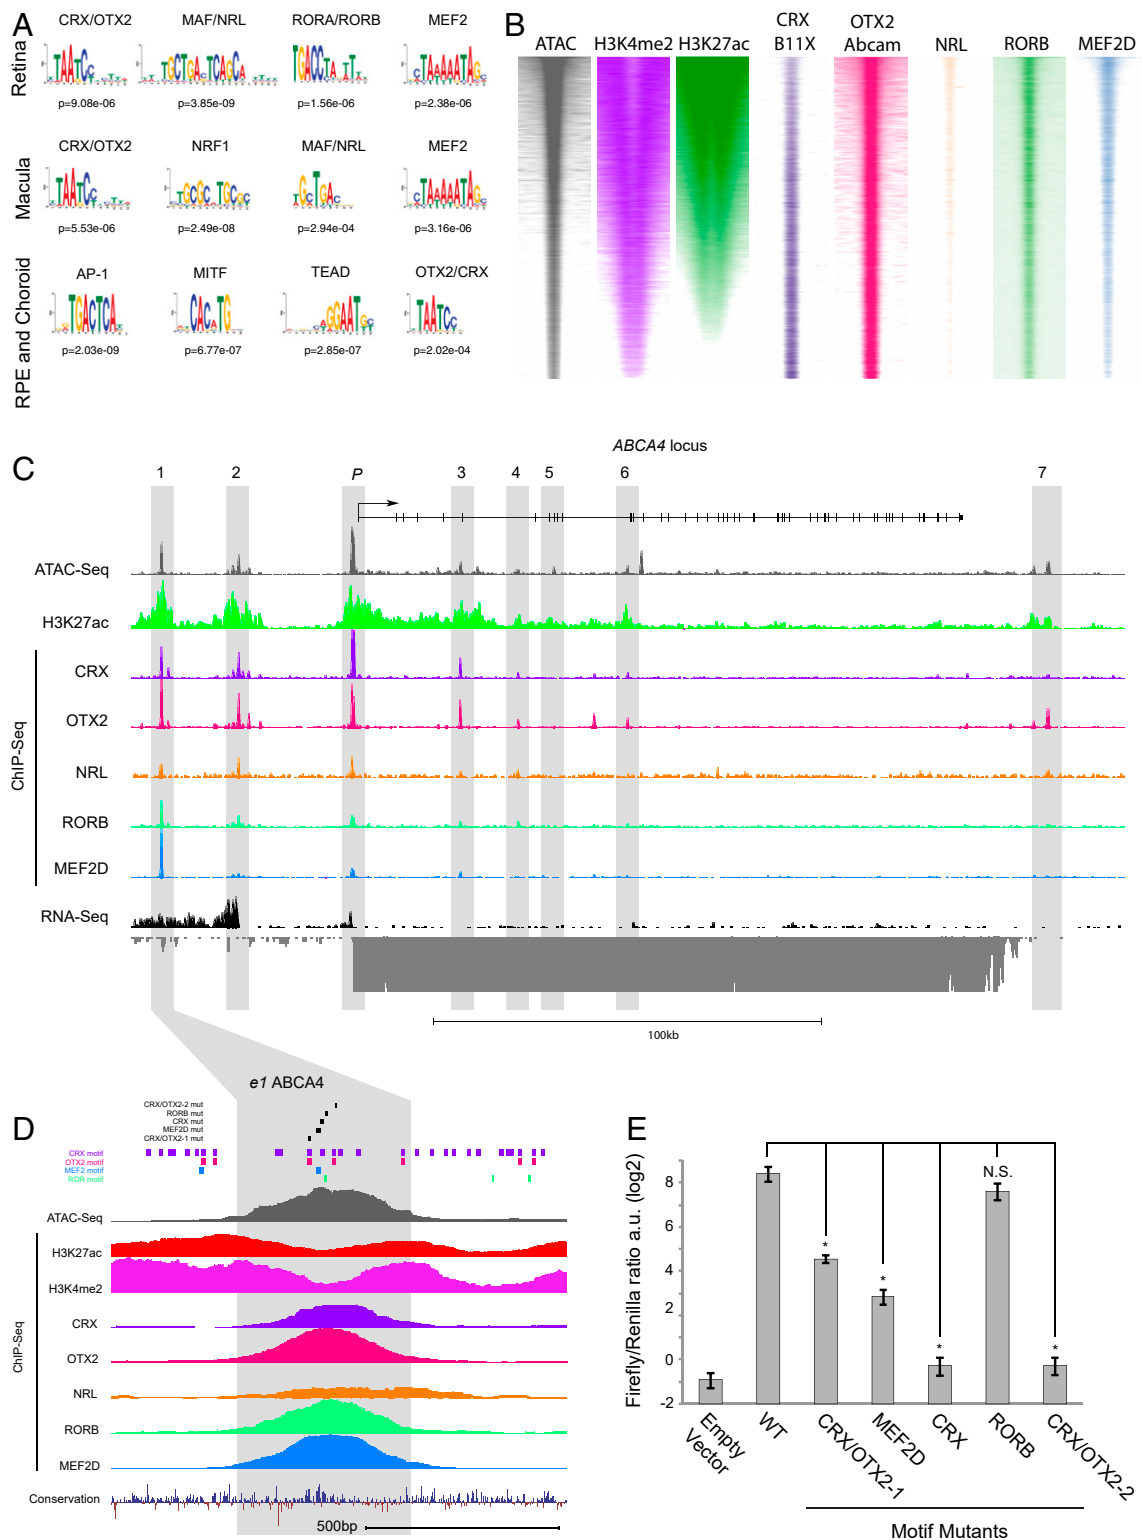 A
CRX/OTX2 MAF/NRL RORA/RORB MEF2
Retina
p=9.08e-06 p=3.85e-09 p=1.56e-06 p=2.38e-06
CRX/OTX2 NRF1 MAF/NRL MEF2
Macula
p=5.53e-06 p=2.49e-08 p=2.94e-04 p=3.16e-06
AP-1 MITF TEAD OTX2/CRX
RPE and Choroid
p=2.03e-09 p=6.77e-07 p=2.85e-07 p=2.02e-04
B
ATAC H3K4me2 H3K27ac CRX B11X OTX2 Abcam NRL RORB MEF2D
C
ABCA4 locus
1 2 P 3 4 5 6 7
ATAC-Seq
H3K27ac
ChIP-Seq
CRX
OTX2
NRL
RORB
MEF2D
RNA-Seq
100kb
e1 ABCA4
D
CRX/OTX2-2 mut
RORB mut
CRX mut
MEF2D mut
CRX/OTX2-1 mut
CRX motif
OTX2 motif
MEF2 motif
ROR motif
ATAC-Seq
ChIP-Seq
H3K27ac
H3K4me2
CRX
OTX2
NRL
RORB
MEF2D
Conservation
500bp
E
Firefly/Renilla ratio a.u. (log2)
8
6
4
2
0
-2
* * * N.S. *
Empty Vector
WT
CRX/OTX2-1
MEF2D
CRX
RORB
CRX/OTX2-2
Motif Mutants